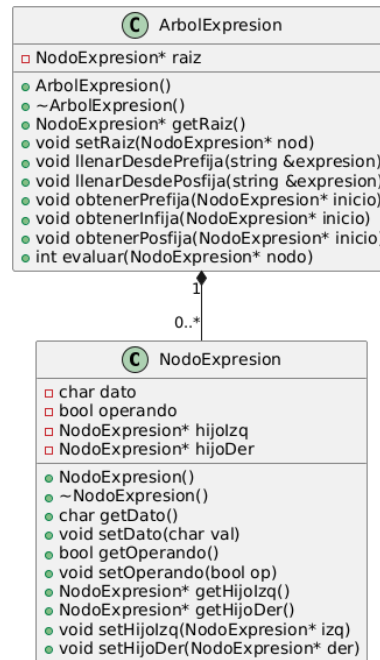 C ArbolExpresion
NodoExpresion* raiz
ArbolExpresion()
~ArbolExpresion()
NodoExpresion* getRaiz()
void setRaiz(NodoExpresion* nod)
void llenarDesdePrefija(string &expresion)
void llenarDesdePosfija(string &expresion)
void obtenerPrefija(NodoExpresion* inicio)
void obtenerInfija(NodoExpresion* inicio)
void obtenerPosfija(NodoExpresion* inicio)
int evaluar(NodoExpresion* nodo)
1
0..*
C NodoExpresion
char dato
bool operando
NodoExpresion* hijoIzq
NodoExpresion* hijoDer
NodoExpresion()
~NodoExpresion()
char getDato()
void setDato(char val)
bool getOperando()
void setOperando(bool op)
NodoExpresion* getHijoIzq()
NodoExpresion* getHijoDer()
void setHijoIzq(NodoExpresion* izq)
void setHijoDer(NodoExpresion* der)